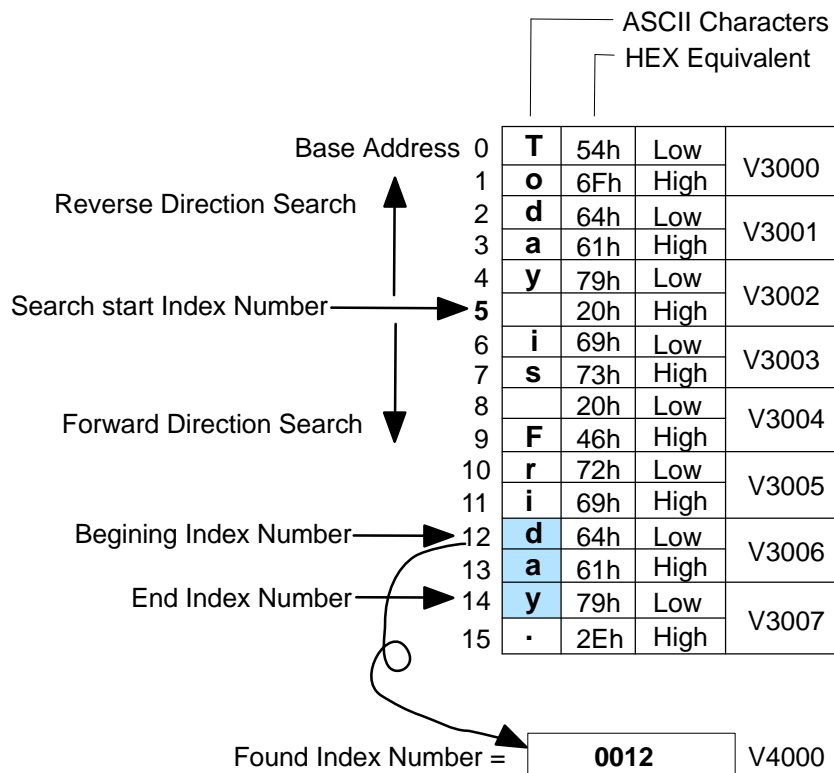 ASCII Characters
HEX Equivalent
Base Address 0 T 54h Low V3000
1 o 6Fh High
Reverse Direction Search
2 d 64h Low V3001
3 a 61h High
4 y 79h Low V3002
Search start Index Number 5 20h High
6 i 69h Low V3003
7 s 73h High
8 20h Low V3004
Forward Direction Search 9 F 46h High
10 r 72h Low V3005
11 i 69h High
Begining Index Number 12 d 64h Low V3006
13 a 61h High
End Index Number 14 y 79h Low V3007
15 . 2Eh High
Found Index Number = 0012 V4000